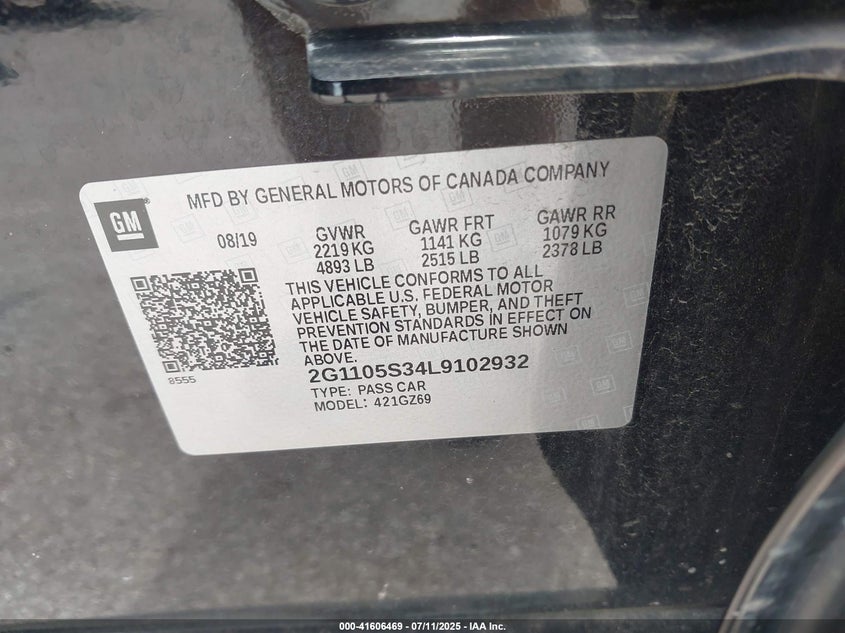 MFD BY GENERAL MOTORS OF CANADA COMPANY
GM
08/19
GVWR
2219 KG
4893 LB
GAWR FRT
1141 KG
2515 LB
GAWR RR
1079 KG
2378 LB
THIS VEHICLE CONFORMS TO ALL
APPLICABLE U.S. FEDERAL MOTOR
VEHICLE SAFETY, BUMPER, AND THEFT
PREVENTION STANDARDS IN EFFECT ON
THE DATE OF MANUFACTURE SHOWN
ABOVE.
8555
2G1105S34L9102932
TYPE: PASS CAR
MODEL: 421GZ69
000-41606469 - 07/11/2025 - IAA Inc.